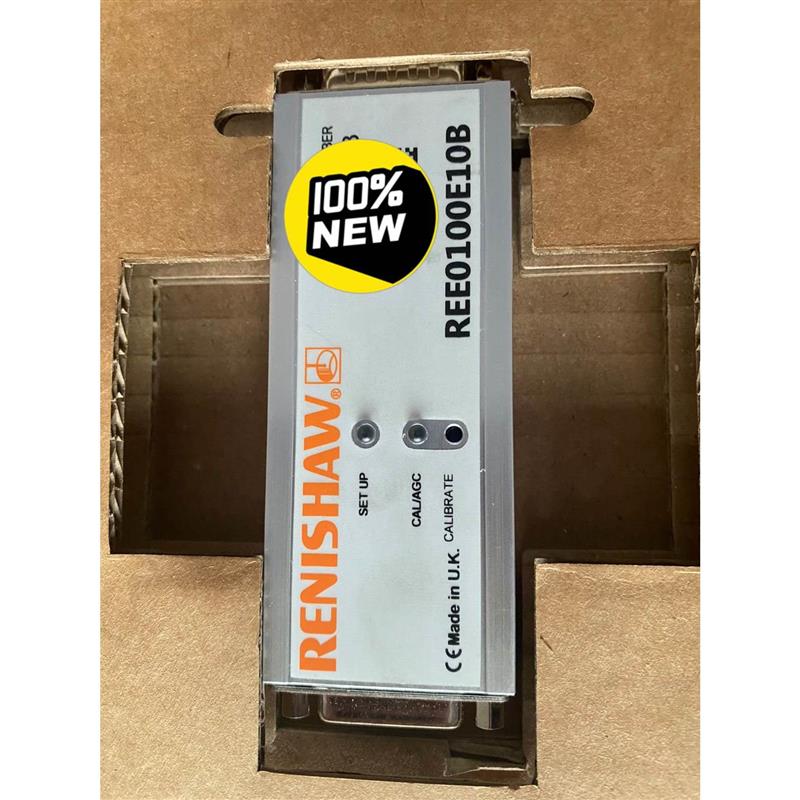 100%
NEW
RENISHAW®
SET UP
CAL/AGC
CALIBRATE
CE Made in U.K.
REE0100E10B